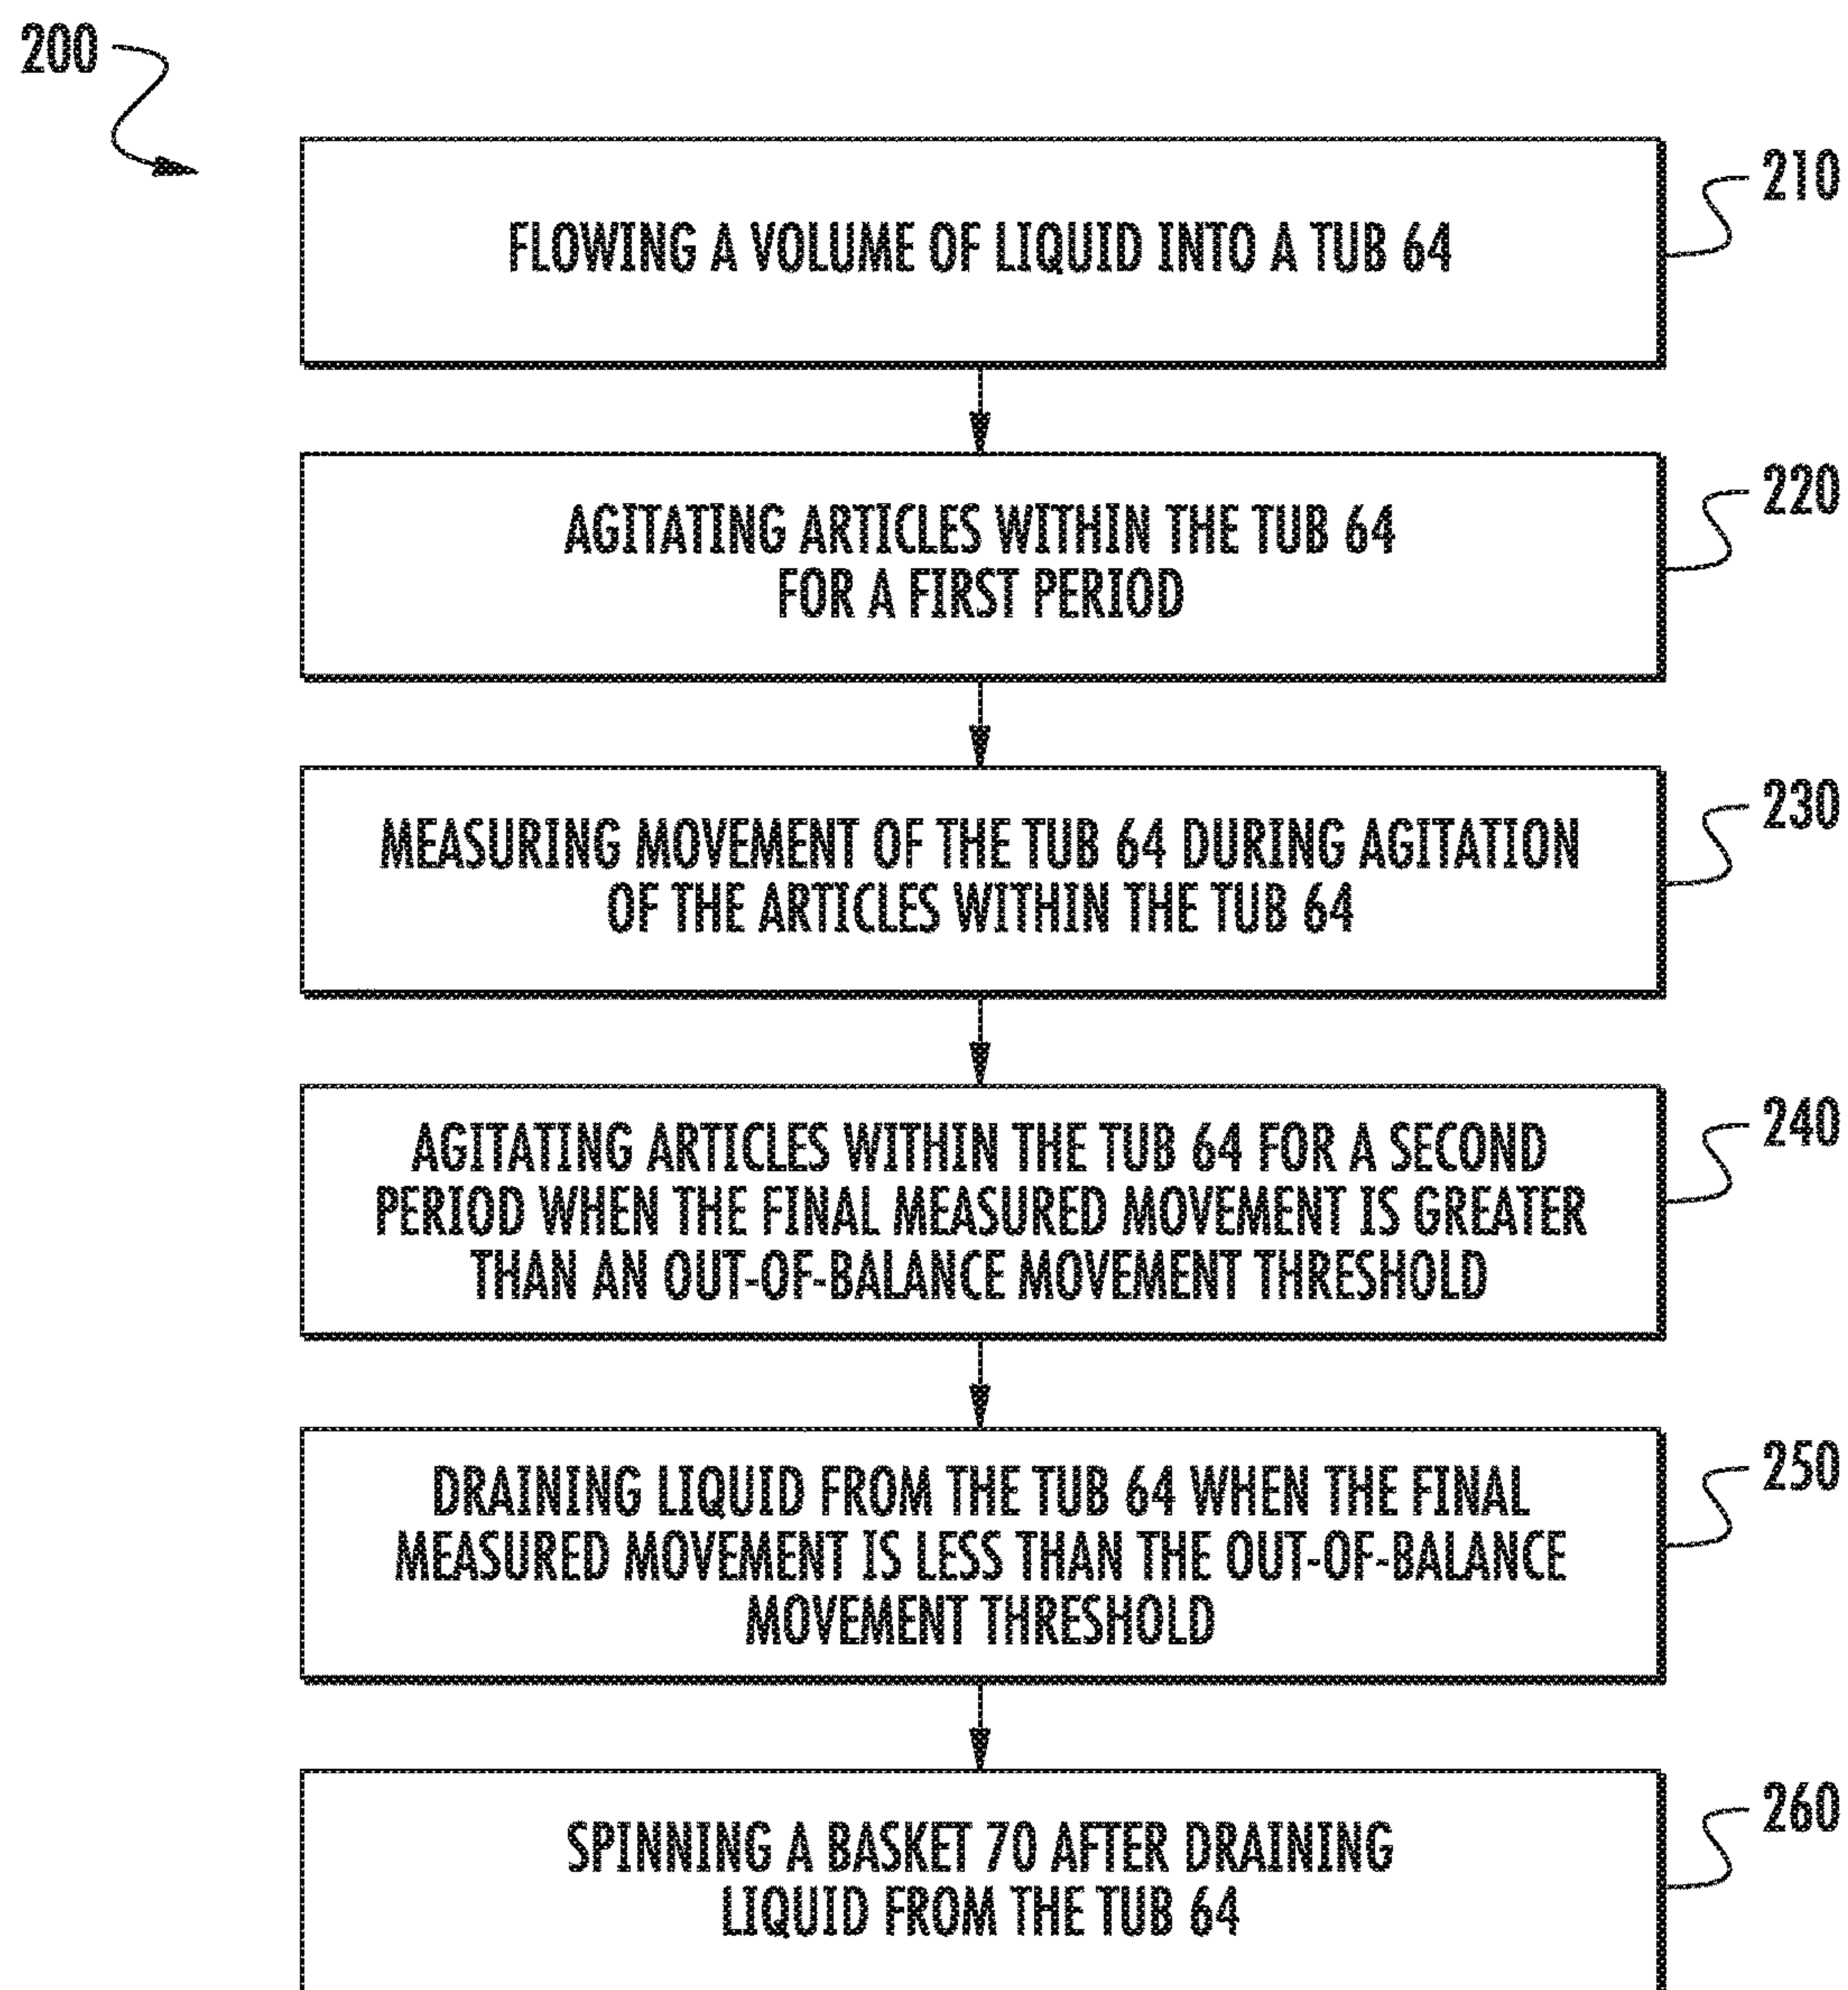 200
210
FLOWING A VOLUME OF LIQUID INTO A TUB 64
220
AGITATING ARTICLES WITHIN THE TUB 64
FOR A FIRST PERIOD
230
MEASURING MOVEMENT OF THE TUB 64 DURING AGITATION
OF THE ARTICLES WITHIN THE TUB 64
240
AGITATING ARTICLES WITHIN THE TUB 64 FOR A SECOND
PERIOD WHEN THE FINAL MEASURED MOVEMENT IS GREATER
THAN AN OUT-OF-BALANCE MOVEMENT THRESHOLD
250
DRAINING LIQUID FROM THE TUB 64 WHEN THE FINAL
MEASURED MOVEMENT IS LESS THAN THE OUT-OF-BALANCE
MOVEMENT THRESHOLD
260
SPINNING A BASKET 70 AFTER DRAINING
LIQUID FROM THE TUB 64